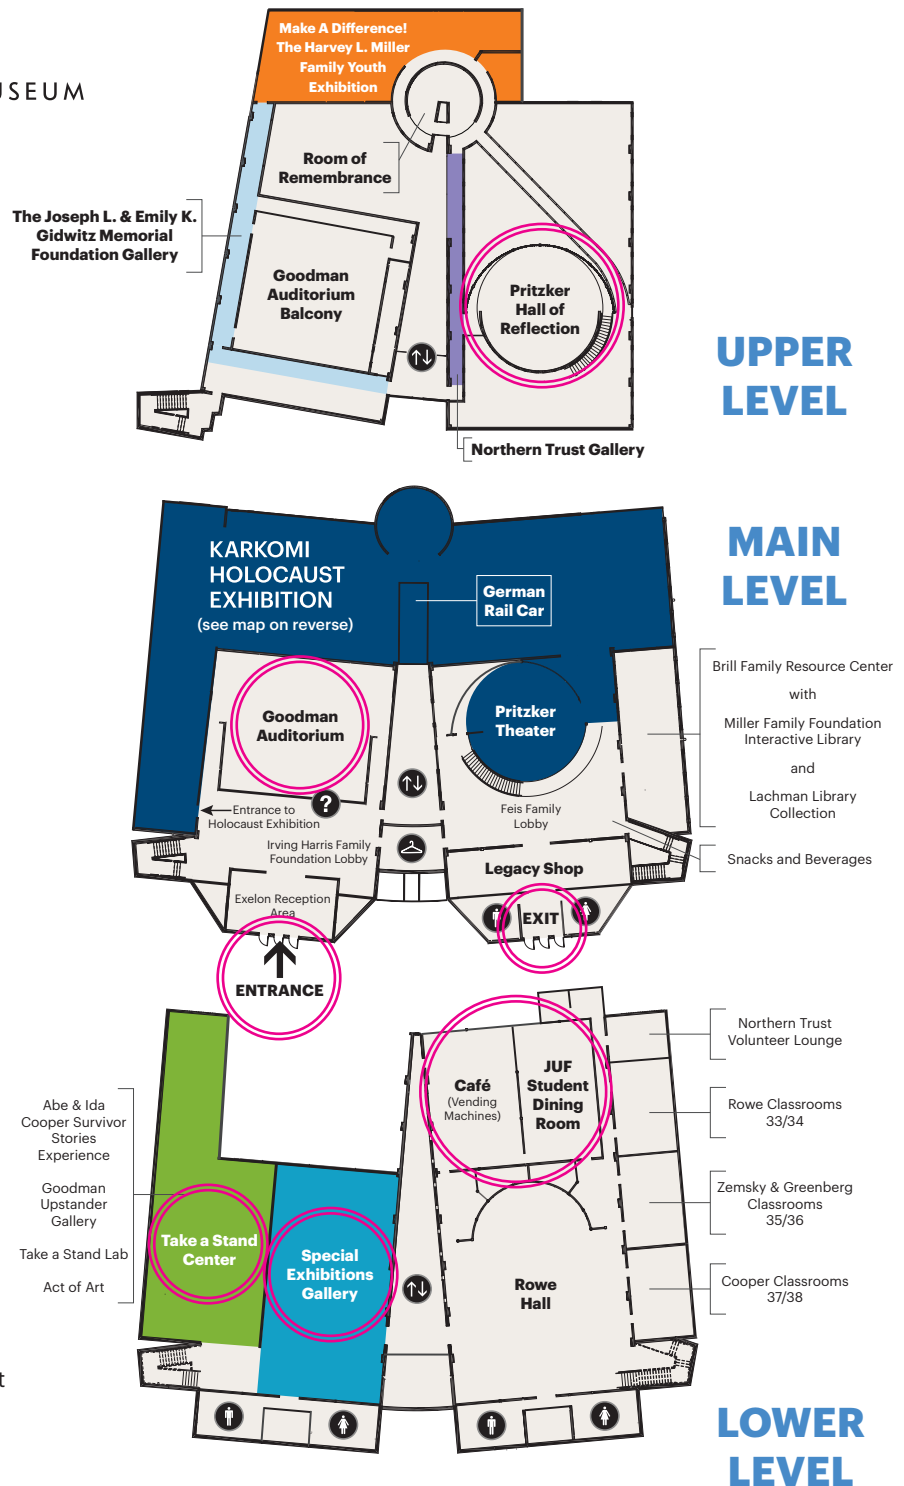 Make A Difference!
The Harvey L. Miller
Family Youth
Exhibition
Room of
Remembrance
The Joseph L. & Emily K.
Gidwitz Memorial
Foundation Gallery
Goodman
Auditorium
Balcony
Pritzker
Hall of
Reflection
UPPER
LEVEL
Northern Trust Gallery
MAIN
LEVEL
KARKOMI
HOLOCAUST
EXHIBITION
(see map on reverse)
German
Rail Car
Goodman
Auditorium
Pritzker
Theater
Brill Family Resource Center
with
Miller Family Foundation
Interactive Library
and
Lachman Library
Collection
?
Entrance to
Holocaust Exhibition
Feis Family
Lobby
Irving Harris Family
Foundation Lobby
Snacks and Beverages
Legacy Shop
Exelon Reception
Area
EXIT
ENTRANCE
Café
(Vending
Machines)
JUF
Student
Dining
Room
Northern Trust
Volunteer Lounge
Abe & Ida
Cooper Survivor
Stories
Experience
Goodman
Upstander
Gallery
Take a Stand Lab
Act of Art
Rowe Classrooms
33/34
Zemsky & Greenberg
Classrooms
35/36
Take a Stand
Center
Special
Exhibitions
Gallery
Rowe
Hall
Cooper Classrooms
37/38
LOWER
LEVEL